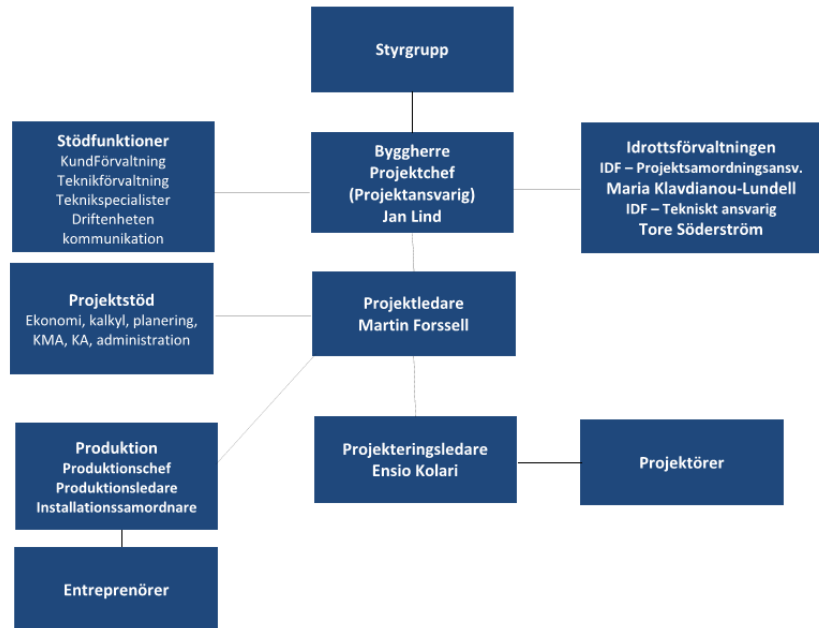 Styrgrupp
Stödfunktioner
KundFörvaltning
Teknikförvaltning
Teknikspecialister
Driftenheten
kommunikation
Byggherre
Projektchef
(Projektansvarig)
Jan Lind
Idrottsförvaltningen
IDF – Projektsamordningsansv.
Maria Klavdianou-Lundell
IDF – Tekniskt ansvarig
Tore Söderström
Projektstöd
Ekonomi, kalkyl, planering,
KMA, KA, administration
Projektledare
Martin Forssell
Produktion
Produktionschef
Produktionsledare
Installationssamordnare
Projekteringsledare
Ensio Kolari
Projektörer
Entreprenörer